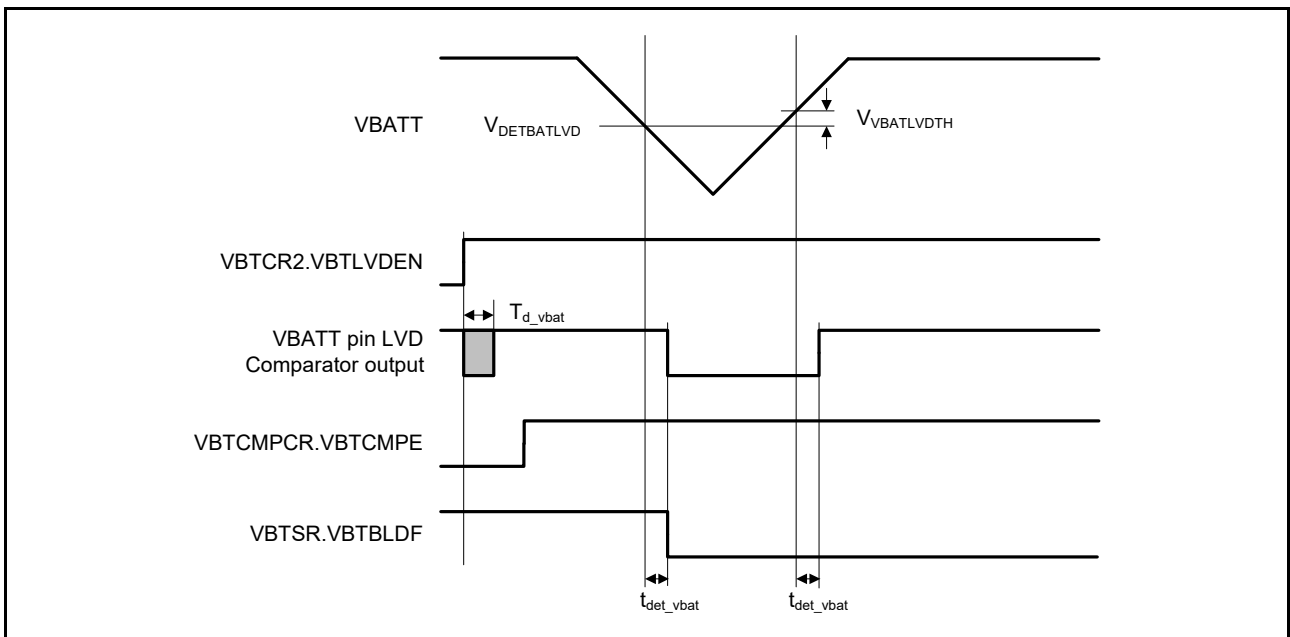 VBATT
VDETBATLVD
VVBATLVDTH
VBTCR2.VBTLVDEN
Td_vbat
VBATT pin LVD
Comparator output
VBTCMPCR.VBTCMPE
VBTSR.VBTBLDF
tdet_vbat
tdet_vbat